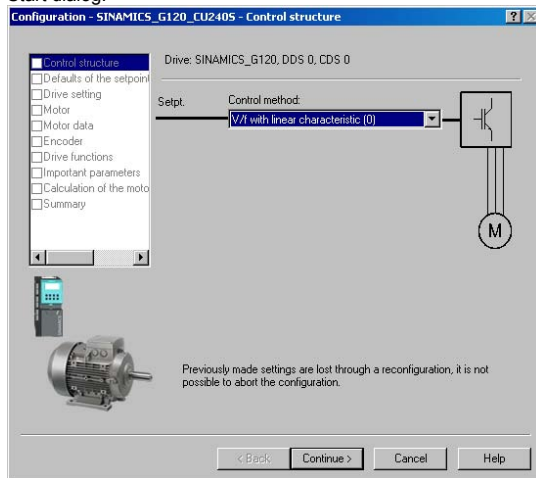 Start dialog:
Configuration - SINAMICS_G120_CU240S - Control structure
Control structure
Defaults of the setpoint
Drive setting
Motor
Motor data
Encoder
Drive functions
Important parameters
Calculation of the moto
Summary
Drive: SINAMICS_G120, DDS 0, CDS 0
Setpt.
Control method:
V/f with linear characteristic (0)
M
Previously made settings are lost through a reconfiguration, it is not
possible to abort the configuration.
< Back
Continue >
Cancel
Help